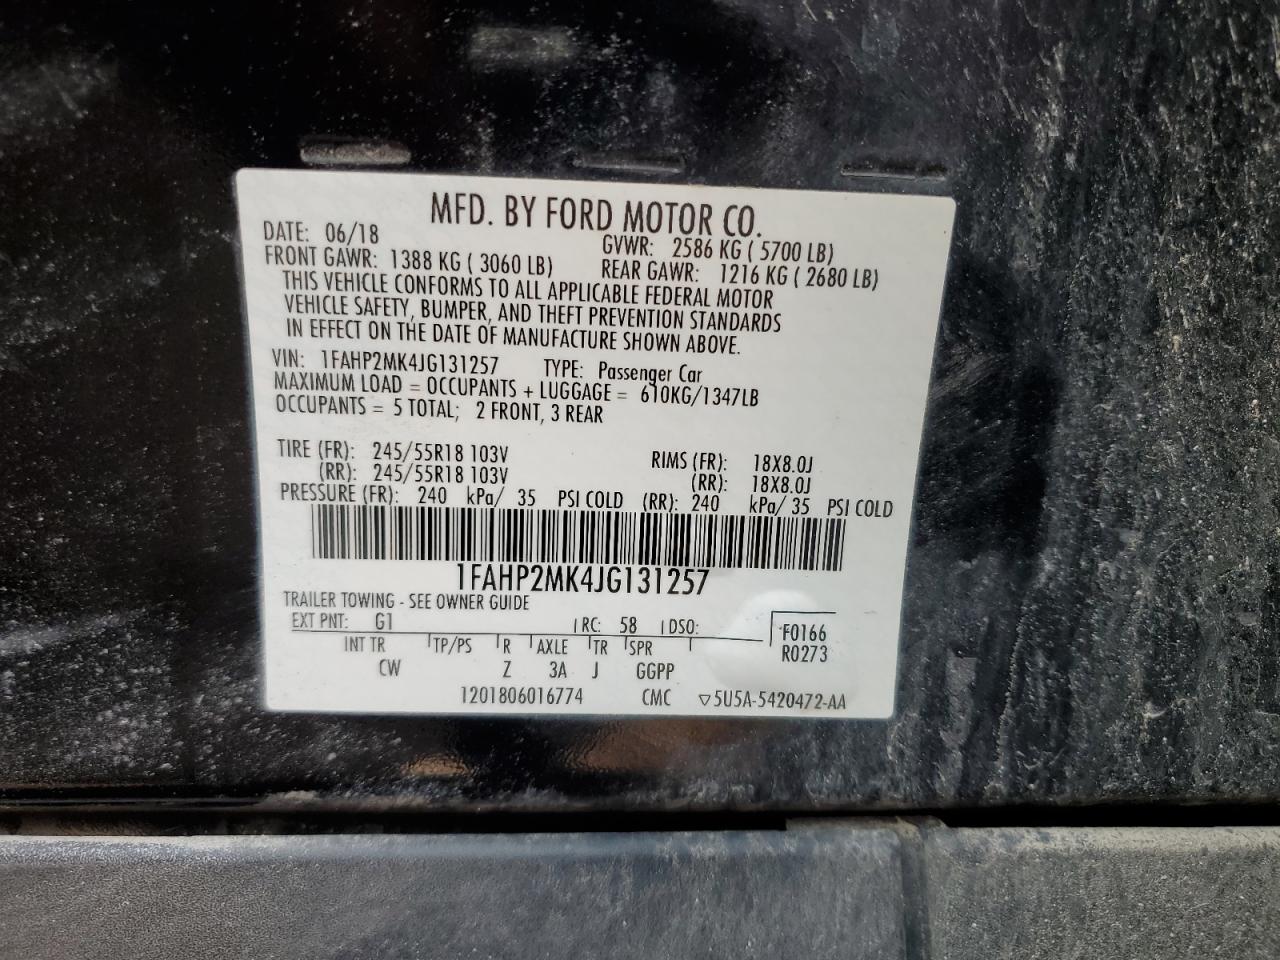 MFD. BY FORD MOTOR CO.
DATE: 06/18 GVWR: 2586 KG ( 5700 LB)
FRONT GAWR: 1388 KG ( 3060 LB) REAR GAWR: 1216 KG ( 2680 LB)
THIS VEHICLE CONFORMS TO ALL APPLICABLE FEDERAL MOTOR
VEHICLE SAFETY, BUMPER, AND THEFT PREVENTION STANDARDS
IN EFFECT ON THE DATE OF MANUFACTURE SHOWN ABOVE.
VIN: 1FAHP2MK4JG131257 TYPE: Passenger Car
MAXIMUM LOAD = OCCUPANTS + LUGGAGE = 610KG/1347LB
OCCUPANTS = 5 TOTAL; 2 FRONT, 3 REAR
TIRE (FR): 245/55R18 103V RIMS (FR): 18X8.0J
(RR): 245/55R18 103V (RR): 18X8.0J
PRESSURE (FR): 240 kPa/ 35 PSI COLD (RR): 240 kPa/ 35 PSI COLD
1FAHP2MK4JG131257
TRAILER TOWING - SEE OWNER GUIDE
EXT PNT: G1 RC: 58 DSO: F0166
INT TR TP/PS R AXLE TR SPR R0273
CW Z 3A J GGPP
1201806016774 CMC ▽5U5A-5420472-AA